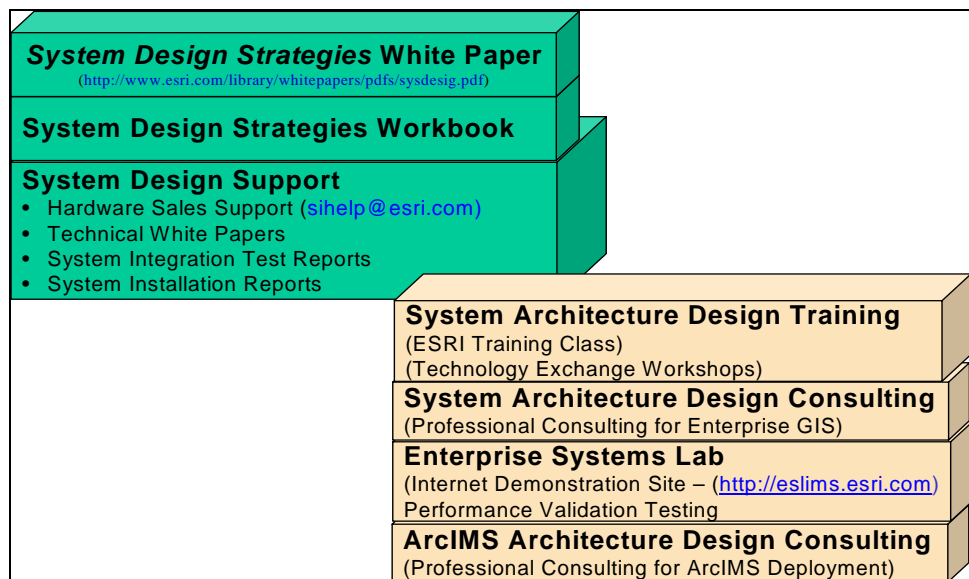 System Design Strategies White Paper
(http://www.esri.com/library/whitepapers/pdfs/sysdesig.pdf)
System Design Strategies Workbook
System Design Support
• Hardware Sales Support (sihelp@esri.com)
• Technical White Papers
• System Integration Test Reports
• System Installation Reports
System Architecture Design Training
(ESRI Training Class)
(Technology Exchange Workshops)
System Architecture Design Consulting
(Professional Consulting for Enterprise GIS)
Enterprise Systems Lab
(Internet Demonstration Site – (http://eslims.esri.com)
Performance Validation Testing
ArcIMS Architecture Design Consulting
(Professional Consulting for ArcIMS Deployment)